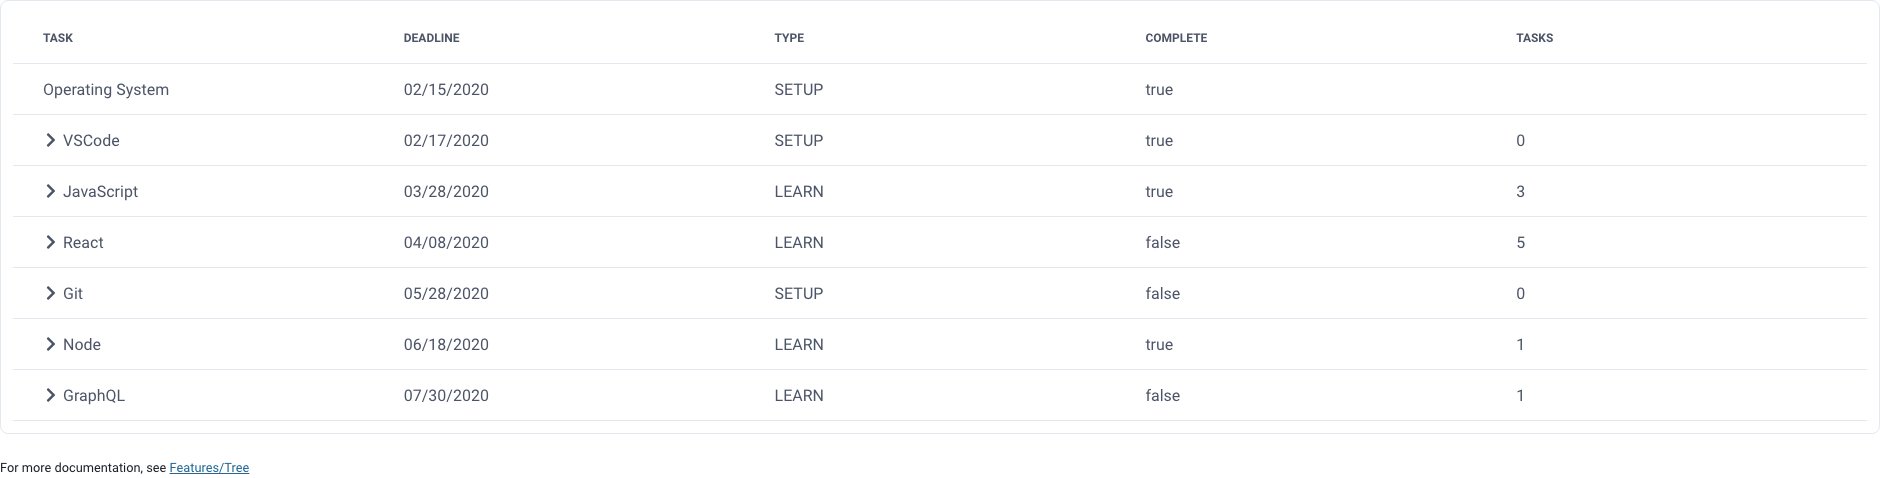 TASK DEADLINE TYPE COMPLETE TASKS
Operating System 02/15/2020 SETUP true
VSCode 02/17/2020 SETUP true 0
JavaScript 03/28/2020 LEARN true 3
React 04/08/2020 LEARN false 5
Git 05/28/2020 SETUP false 0
Node 06/18/2020 LEARN true 1
GraphQL 07/30/2020 LEARN false 1
For more documentation, see Features/Tree